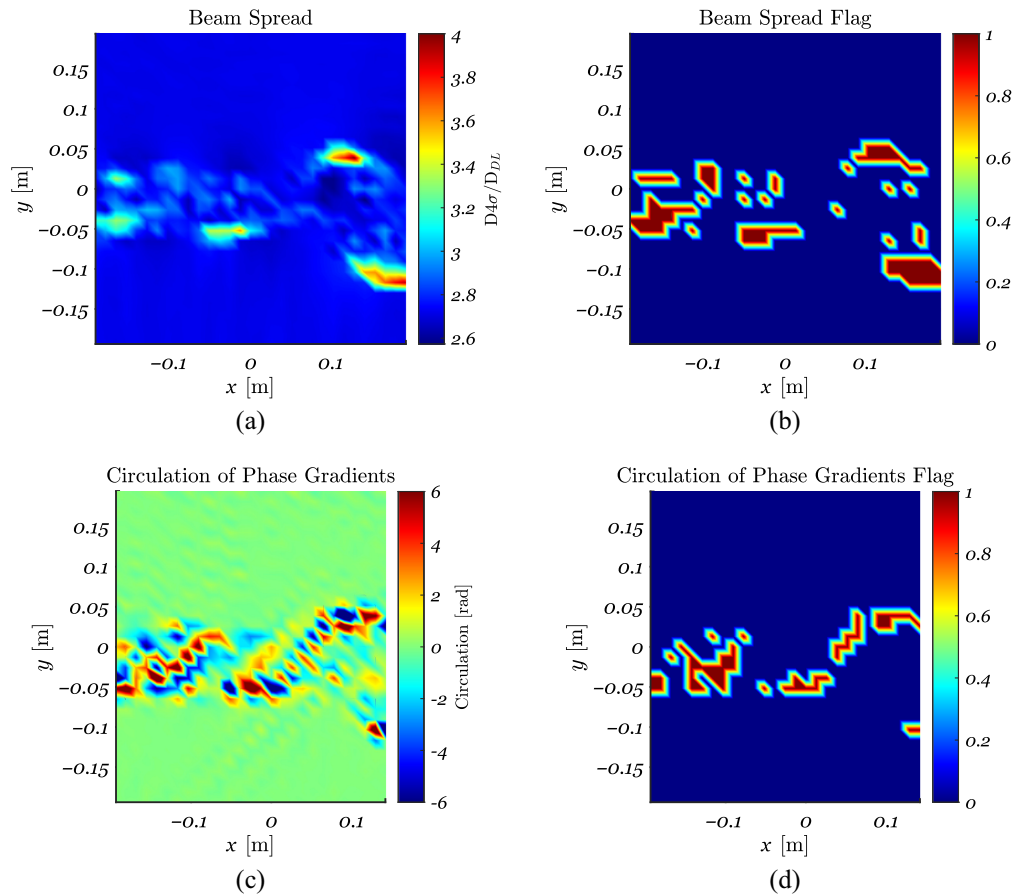 Beam Spread
0.15
0.1
0.05
0
−0.05
−0.1
−0.15
y [m]
−0.1 0 0.1
x [m]
4
3.8
3.6
3.4
3.2
3
2.8
2.6
D4σ/D_DL
(a)
Beam Spread Flag
0.15
0.1
0.05
0
−0.05
−0.1
−0.15
y [m]
−0.1 0 0.1
x [m]
1
0.8
0.6
0.4
0.2
0
(b)
Circulation of Phase Gradients
0.15
0.1
0.05
0
−0.05
−0.1
−0.15
y [m]
−0.1 0 0.1
x [m]
6
4
2
0
−2
−4
−6
Circulation [rad]
(c)
Circulation of Phase Gradients Flag
0.15
0.1
0.05
0
−0.05
−0.1
−0.15
y [m]
−0.1 0 0.1
x [m]
1
0.8
0.6
0.4
0.2
0
(d)